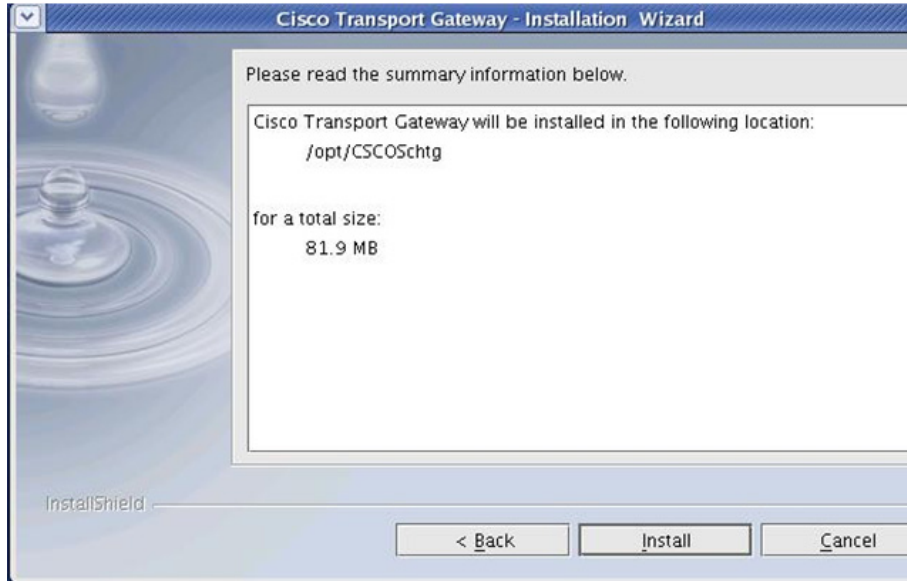 Cisco Transport Gateway - Installation Wizard
Please read the summary information below.
Cisco Transport Gateway will be installed in the following location:
/opt/CSCOSchtg
for a total size:
81.9 MB
InstallShield
< Back
Install
Cancel